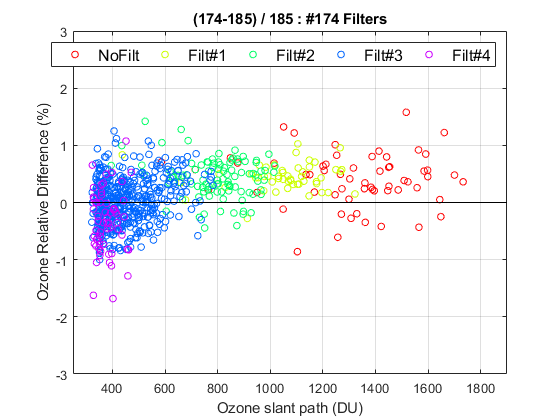 (174-185) / 185 : #174 Filters
NoFilt Filt#1 Filt#2 Filt#3 Filt#4
Ozone Relative Difference (%)
3
2
1
0
-1
-2
-3
400 600 800 1000 1200 1400 1600 1800
Ozone slant path (DU)